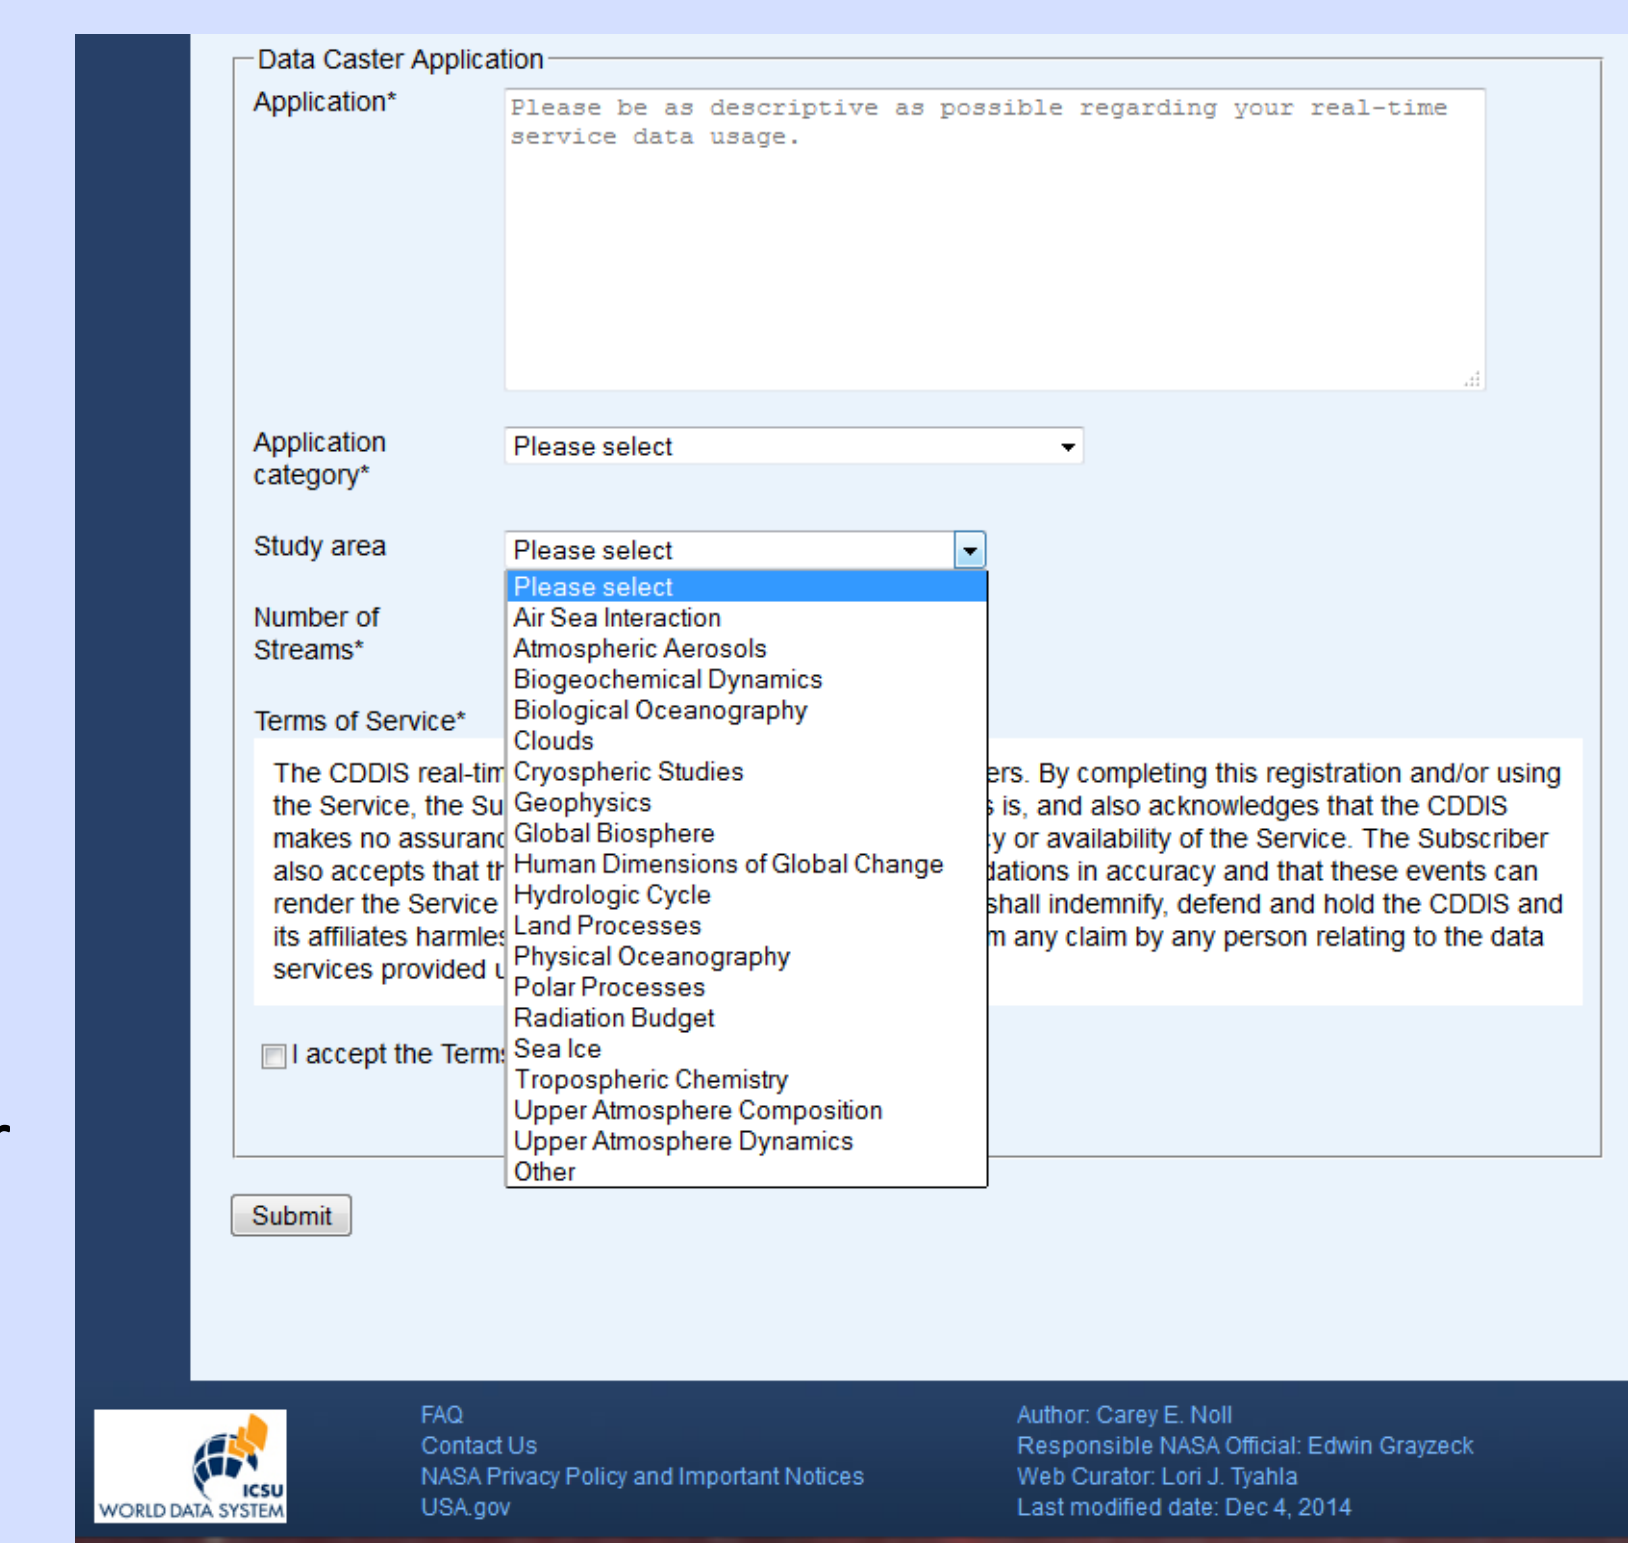 Data Caster Application
Application*
Please be as descriptive as possible regarding your real-time
service data usage.
Application
category*
Please select
Study area
Please select
Please select
Air Sea Interaction
Atmospheric Aerosols
Biogeochemical Dynamics
Biological Oceanography
Clouds
Cryospheric Studies
Geophysics
Global Biosphere
Human Dimensions of Global Change
Hydrologic Cycle
Land Processes
Physical Oceanography
Polar Processes
Radiation Budget
Sea Ice
Tropospheric Chemistry
Upper Atmosphere Composition
Upper Atmosphere Dynamics
Other
Number of
Streams*
Terms of Service*
The CDDIS real-tim ers. By completing this registration and/or using
the Service, the Su is, and also acknowledges that the CDDIS
makes no assuranc y or availability of the Service. The Subscriber
also accepts that th dations in accuracy and that these events can
render the Service shall indemnify, defend and hold the CDDIS and
its affiliates harmles any claim by any person relating to the data
services provided
I accept the Terms
r
Submit
ICSU
WORLD DATA SYSTEM
FAQ
Contact Us
NASA Privacy Policy and Important Notices
USA.gov
Author: Carey E. Noll
Responsible NASA Official: Edwin Grayzeck
Web Curator: Lori J. Tyahla
Last modified date: Dec 4, 2014